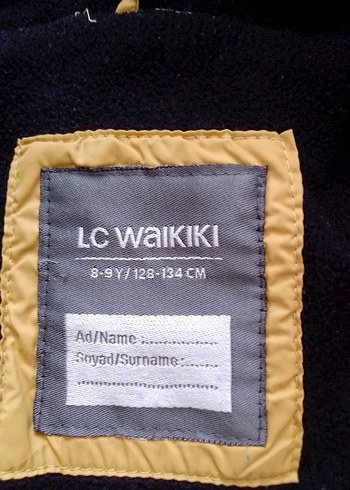 LC WAIKIKI
8-9 Y / 128-134 CM
Ad/Name ..................
Soyad/Surname:......
..............................